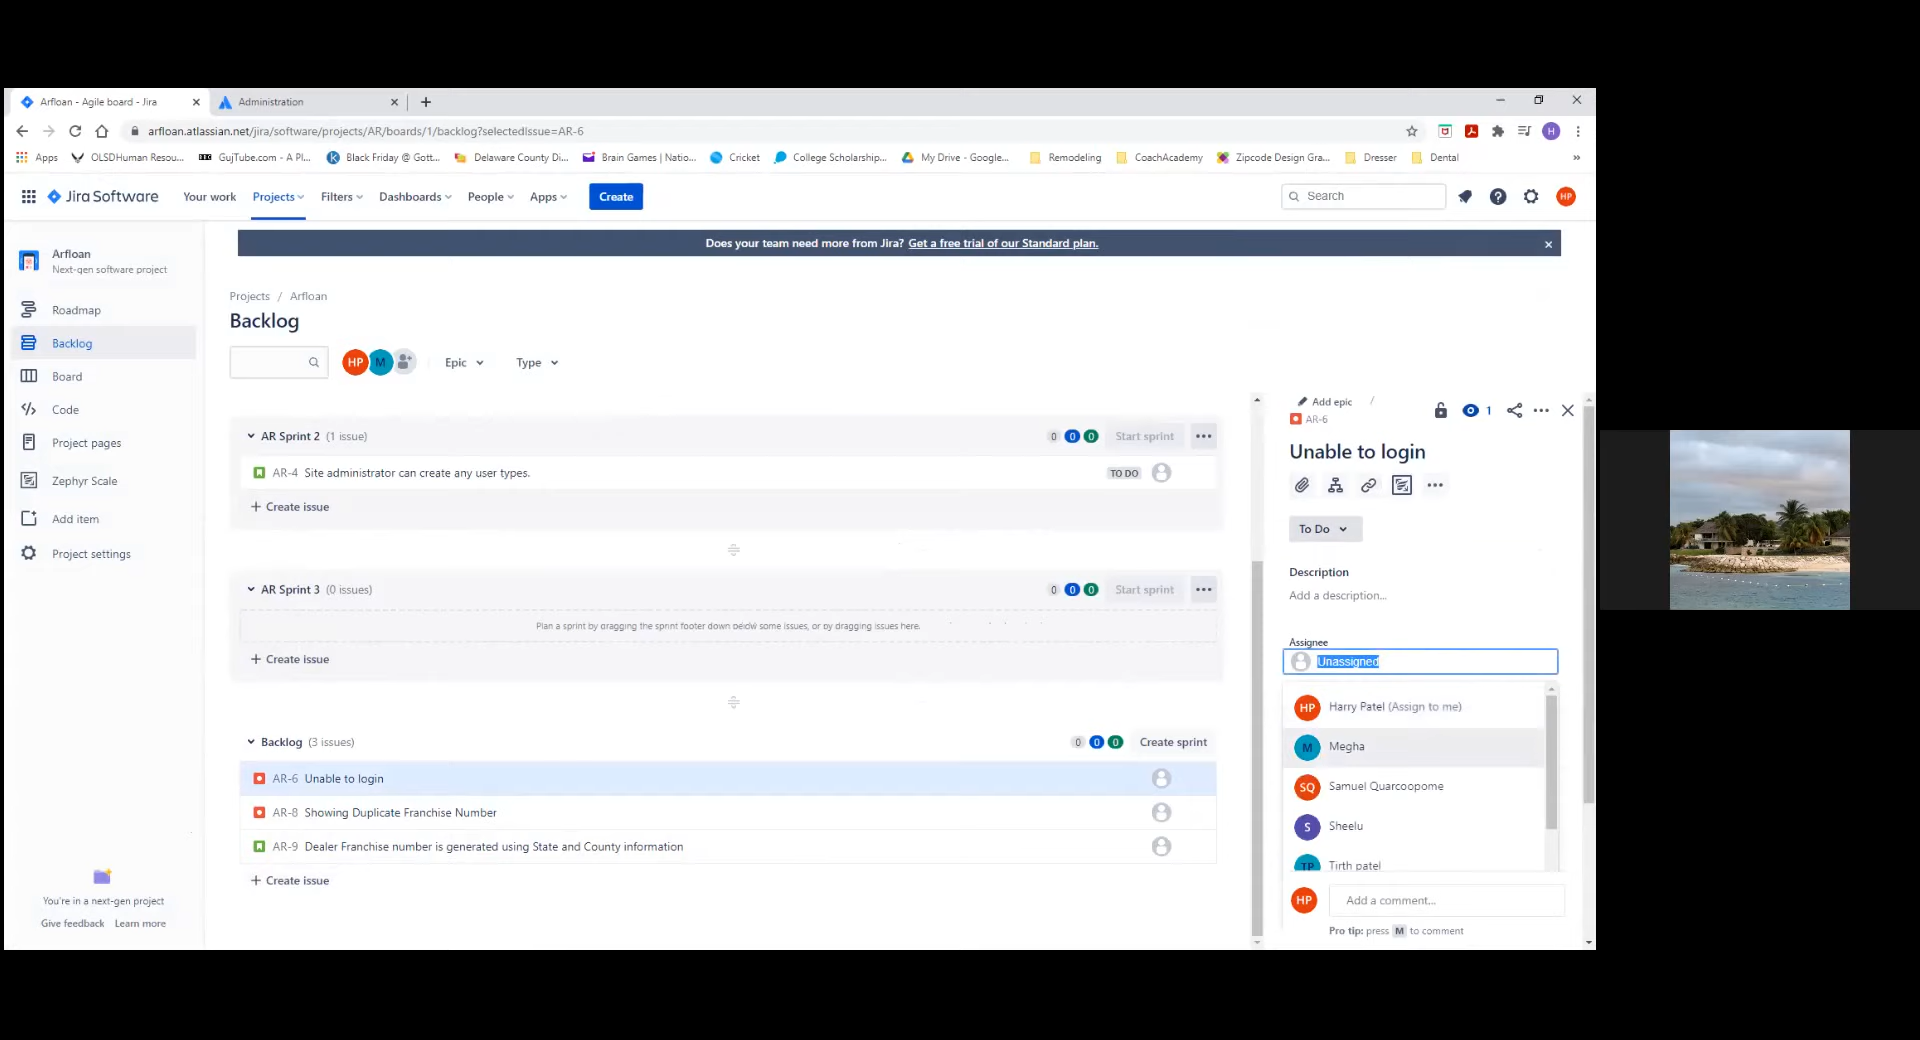 Arfloan - Agile board - Jira
Administration
arfloan.atlassian.net/jira/software/projects/AR/boards/1/backlog?selectedIssue=AR-6
H
Apps
OLSDHuman Resou...
GujTube.com - A Pl...
Black Friday @ Gott...
Delaware County Di...
Brain Games | Natio...
Cricket
College Scholarship...
My Drive - Google...
Remodeling
CoachAcademy
Zipcode Design Gra...
Dresser
Dental
Jira Software
Your work
Projects
Filters
Dashboards
People
Apps
Create
Search
HP
Does your team need more from Jira? Get a free trial of our Standard plan.
Arfloan
Next-gen software project
Roadmap
Backlog
Board
Code
Project pages
Zephyr Scale
Add item
Project settings
You're in a next-gen project
Give feedback Learn more
Projects / Arfloan
Backlog
HP M
Epic
Type
AR Sprint 2 (1 issue)
0 0 0 Start sprint
AR-4 Site administrator can create any user types.
TO DO
+ Create issue
AR Sprint 3 (0 issues)
0 0 0 Start sprint
Plan a sprint by dragging the sprint footer down below some issues, or by dragging issues here.
+ Create issue
Backlog (3 issues)
0 0 0 Create sprint
AR-6 Unable to login
AR-8 Showing Duplicate Franchise Number
AR-9 Dealer Franchise number is generated using State and County information
+ Create issue
Add epic /
AR-6
1
Unable to login
To Do
Description
Add a description...
Assignee
Unassigned
HP Harry Patel (Assign to me)
M Megha
SQ Samuel Quarcoopome
S Sheelu
TP Tirth patel
HP Add a comment...
Pro tip: press M to comment